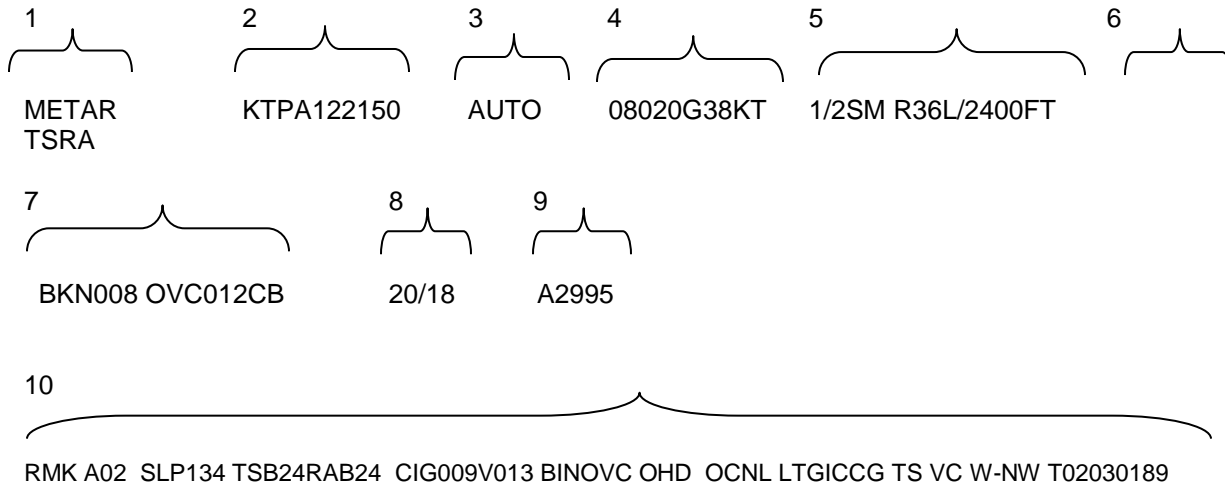 1 2 3 4 5 6
METAR KTPA122150 AUTO 08020G38KT 1/2SM R36L/2400FT
TSRA
7 8 9
BKN008 OVC012CB 20/18 A2995
10
RMK A02 SLP134 TSB24RAB24 CIG009V013 BINOVC OHD OCNL LTGICCG TS VC W-NW T02030189